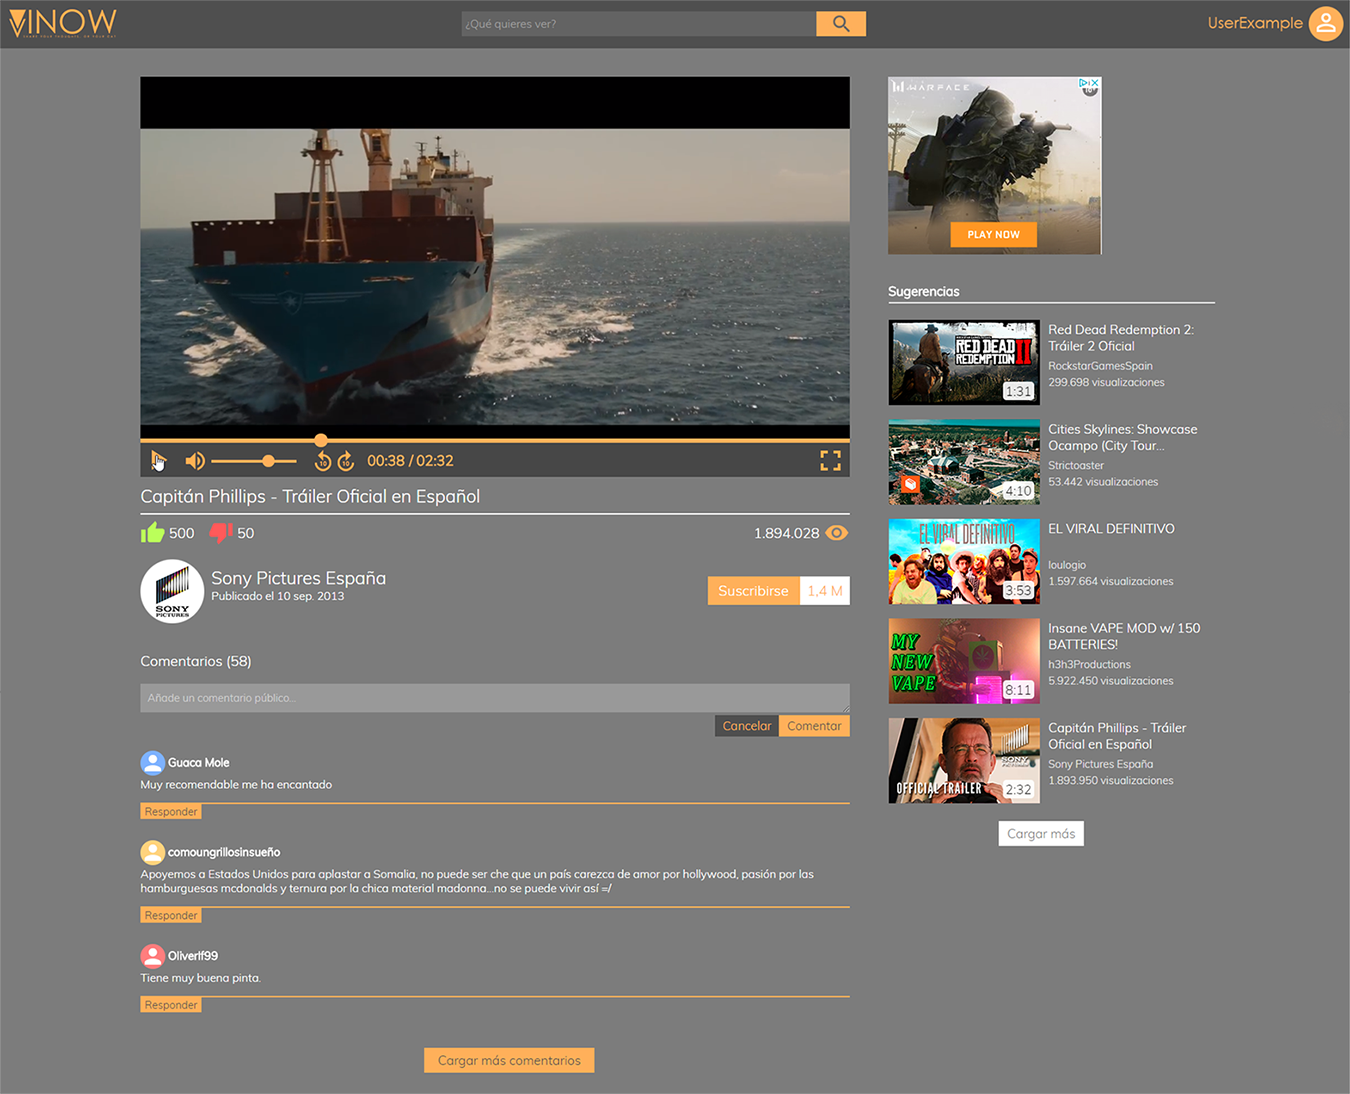 VINOW
¿Qué quieres ver?
UserExample
WARFACE
PLAY NOW
00:38 / 02:32
Capitán Phillips - Tráiler Oficial en Español
500
50
1.894.028
SONY
PICTURES
Sony Pictures España
Publicado el 10 sep. 2013
Suscribirse
1,4 M
Comentarios (58)
Añade un comentario público...
Cancelar
Comentar
Guaca Mole
Muy recomendable me ha encantado
Responder
comoungrillosinsueño
Apoyemos a Estados Unidos para aplastar a Somalia, no puede ser che que un país carezca de amor por hollywood, pasión por las
hamburguesas mcdonalds y ternura por la chica material madonna...no se puede vivir así =/
Responder
Oliverlf99
Tiene muy buena pinta.
Responder
Cargar más comentarios
Sugerencias
RED DEAD
REDEMPTION II
1:31
Red Dead Redemption 2:
Tráiler 2 Oficial
RockstarGamesSpain
299.698 visualizaciones
4:10
Cities Skylines: Showcase
Ocampo (City Tour...
Strictoaster
53.442 visualizaciones
EL VIRAL DEFINITIVO
3:53
EL VIRAL DEFINITIVO
loulogio
1.597.664 visualizaciones
MY
NEW
VAPE
8:11
Insane VAPE MOD w/ 150
BATTERIES!
h3h3Productions
5.922.450 visualizaciones
SONY
OFFICIAL TRAILER
2:32
Capitán Phillips - Tráiler
Oficial en Español
Sony Pictures España
1.893.950 visualizaciones
Cargar más